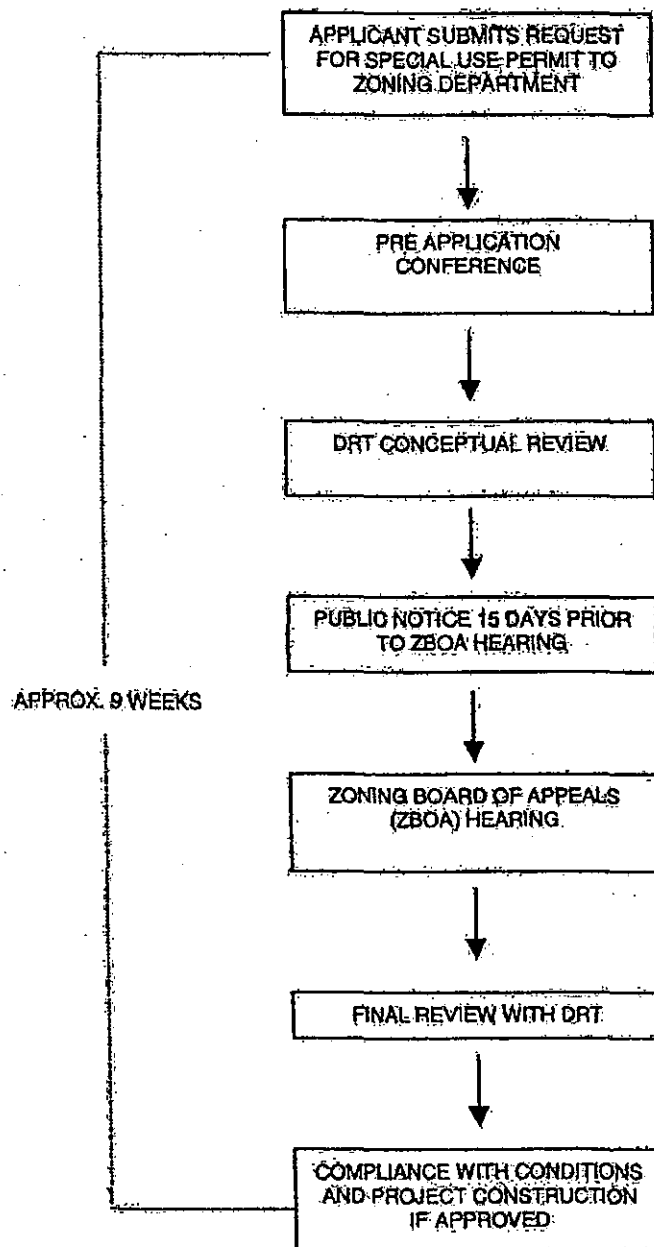 APPLICANT SUBMITS REQUEST
FOR SPECIAL USE PERMIT TO
ZONING DEPARTMENT
PRE APPLICATION
CONFERENCE
DRT CONCEPTUAL REVIEW
PUBLIC NOTICE 15 DAYS PRIOR
TO ZBOA HEARING
APPROX. 9 WEEKS
ZONING BOARD OF APPEALS
(ZBOA) HEARING
FINAL REVIEW WITH DRT
COMPLIANCE WITH CONDITIONS
AND PROJECT CONSTRUCTION
IF APPROVED